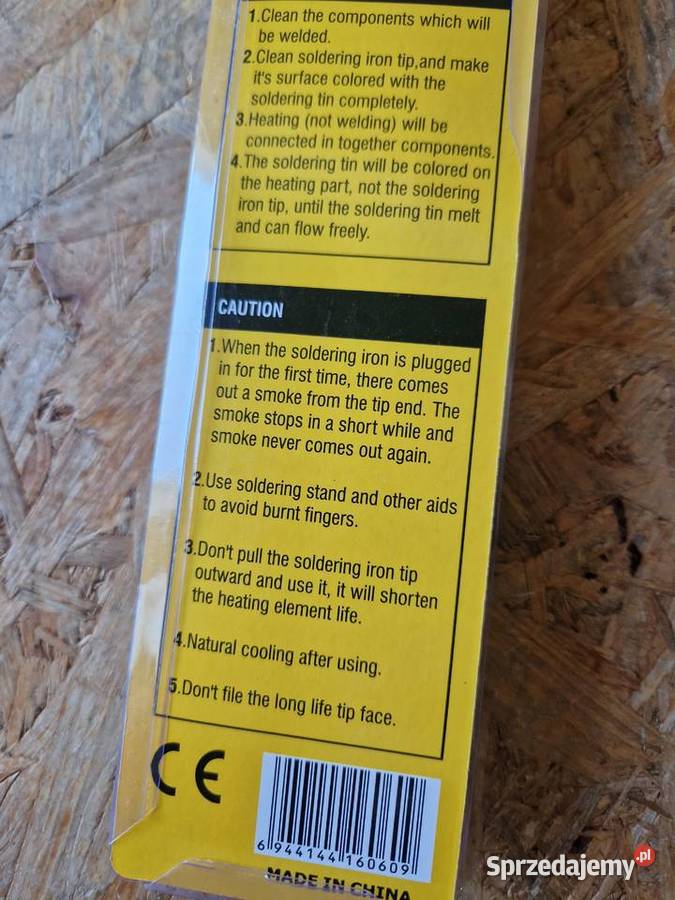 1.Clean the components which will
be welded.
2.Clean soldering iron tip,and make
it's surface colored with the
soldering tin completely.
3.Heating (not welding) will be
connected in together components.
4.The soldering tin will be colored on
the heating part, not the soldering
iron tip, until the soldering tin melt
and can flow freely.
CAUTION
1.When the soldering iron is plugged
in for the first time, there comes
out a smoke from the tip end. The
smoke stops in a short while and
smoke never comes out again.
2.Use soldering stand and other aids
to avoid burnt fingers.
3.Don't pull the soldering iron tip
outward and use it, it will shorten
the heating element life.
4.Natural cooling after using.
5.Don't file the long life tip face.
CE
6 944144 160609
MADE IN CHINA
Sprzedajemy.pl